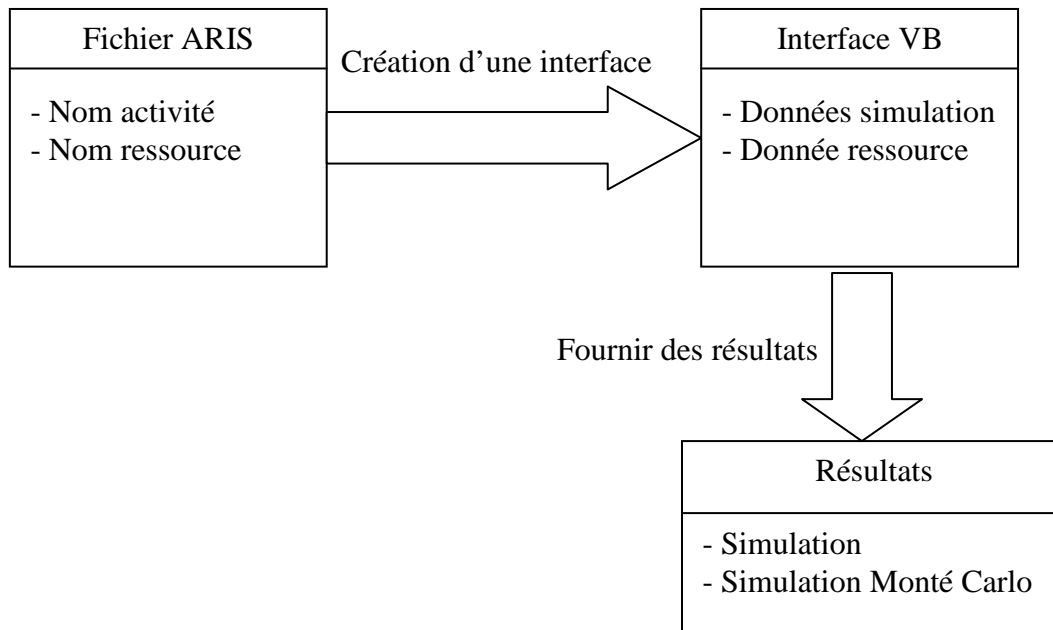 Fichier ARIS
- Nom activité
- Nom ressource
Création d’une interface
Interface VB
- Données simulation
- Donnée ressource
Fournir des résultats
Résultats
- Simulation
- Simulation Monté Carlo